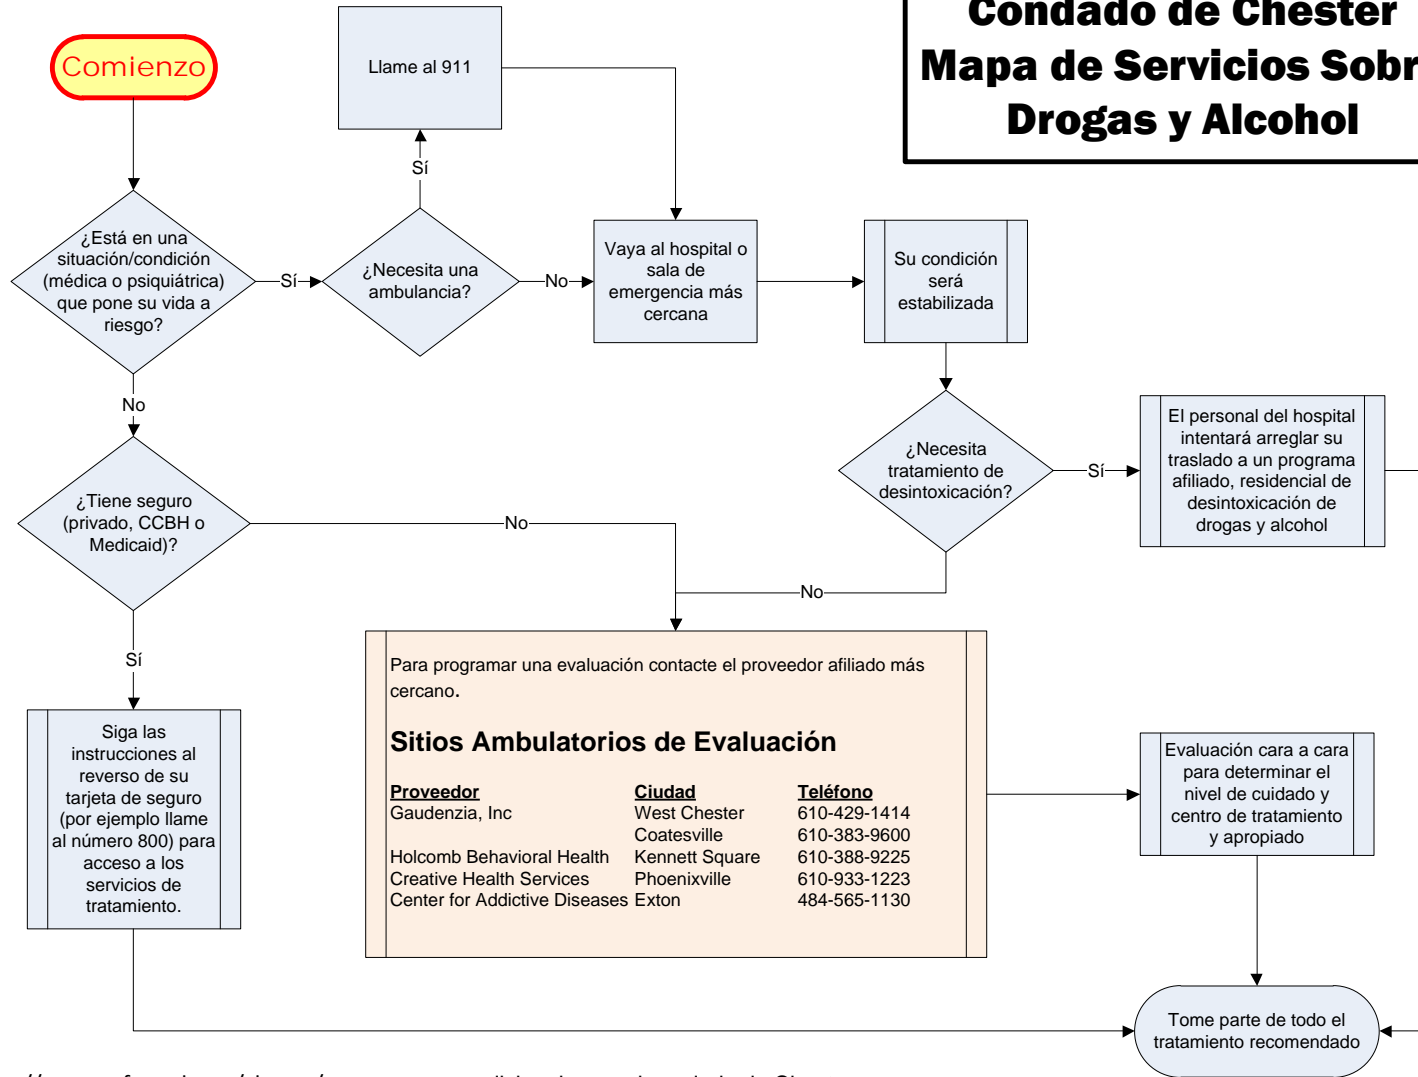 Condado de Chester
Mapa de Servicios Sobr
Drogas y Alcohol
Comienzo
Llame al 911
Sí
¿Está en una
situación/condición
(médica o psiquiátrica)
que pone su vida a
riesgo?
Sí
¿Necesita una
ambulancia?
No
Vaya al hospital o
sala de
emergencia más
cercana
Su condición
será
estabilizada
No
¿Necesita
tratamiento de
desintoxicación?
Sí
El personal del hospital
intentará arreglar su
traslado a un programa
afiliado, residencial de
desintoxicación de
drogas y alcohol
¿Tiene seguro
(privado, CCBH o
Medicaid)?
No
No
Sí
Para programar una evaluación contacte el proveedor afiliado más
cercano.
Sitios Ambulatorios de Evaluación
Proveedor Ciudad Teléfono
Gaudenzia, Inc West Chester 610-429-1414
Coatesville 610-383-9600
Holcomb Behavioral Health Kennett Square 610-388-9225
Creative Health Services Phoenixville 610-933-1223
Center for Addictive Diseases Exton 484-565-1130
Siga las
instrucciones al
reverso de su
tarjeta de seguro
(por ejemplo llame
al número 800) para
acceso a los
servicios de
tratamiento.
Evaluación cara a cara
para determinar el
nivel de cuidado y
centro de tratamiento
y apropiado
Tome parte de todo el
tratamiento recomendado